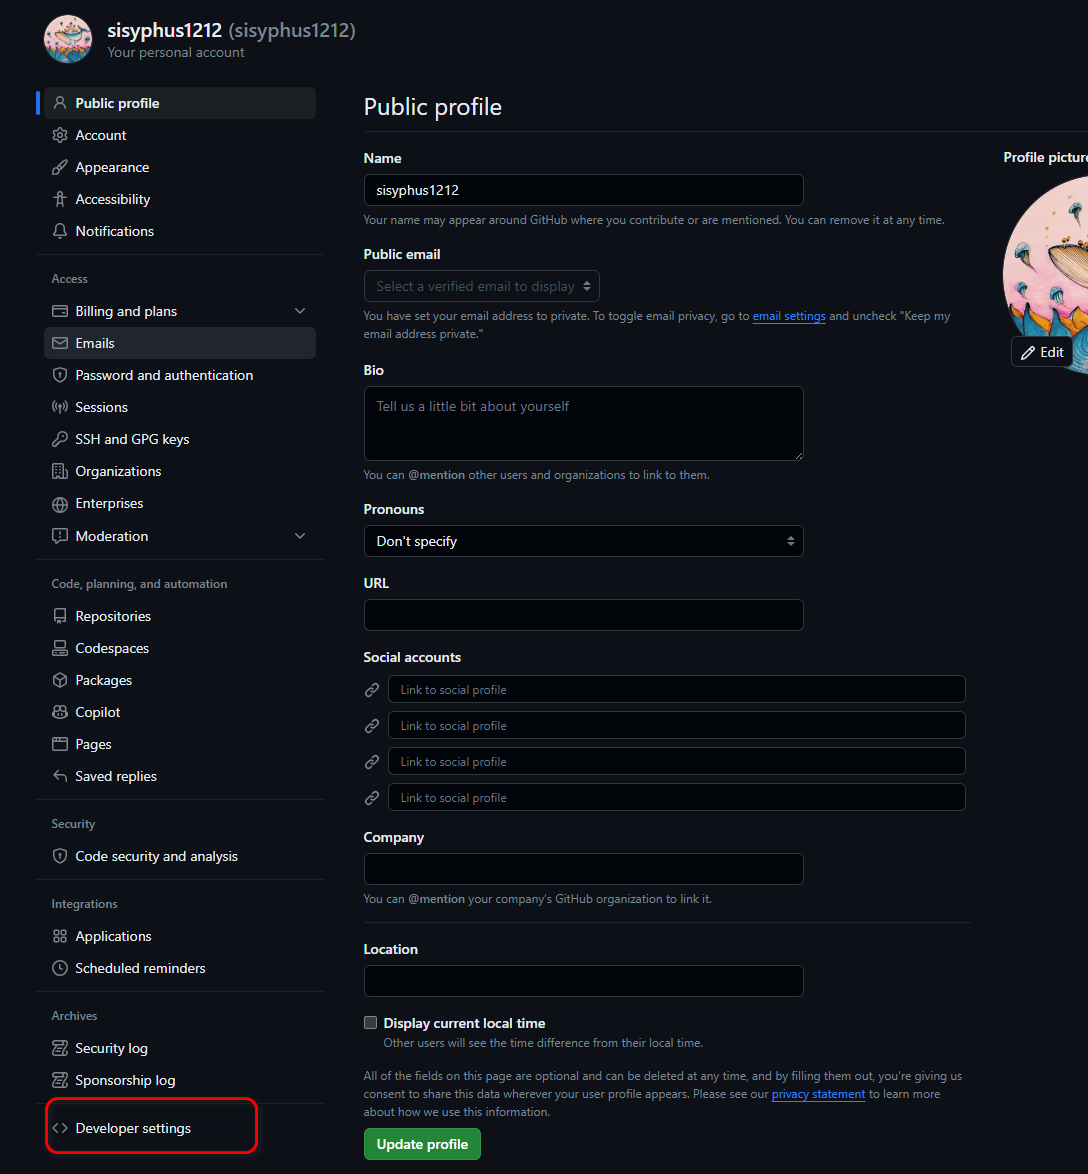 sisyphus1212 (sisyphus1212)
Your personal account
Public profile
Account
Appearance
Accessibility
Notifications
Access
Billing and plans
Emails
Password and authentication
Sessions
SSH and GPG keys
Organizations
Enterprises
Moderation
Code, planning, and automation
Repositories
Codespaces
Packages
Copilot
Pages
Saved replies
Security
Code security and analysis
Integrations
Applications
Scheduled reminders
Archives
Security log
Sponsorship log
Developer settings
Public profile
Name
sisyphus1212
Your name may appear around GitHub where you contribute or are mentioned. You can remove it at any time.
Public email
Select a verified email to display
You have set your email address to private. To toggle email privacy, go to email settings and uncheck "Keep my
email address private."
Bio
Tell us a little bit about yourself
You can @mention other users and organizations to link to them.
Pronouns
Don't specify
URL
Social accounts
Link to social profile
Link to social profile
Link to social profile
Link to social profile
Company
You can @mention your company's GitHub organization to link it.
Location
Display current local time
Other users will see the time difference from their local time.
All of the fields on this page are optional and can be deleted at any time, and by filling them out, you're giving us
consent to share this data wherever your user profile appears. Please see our privacy statement to learn more
about how we use this information.
Update profile
Profile picture
Edit